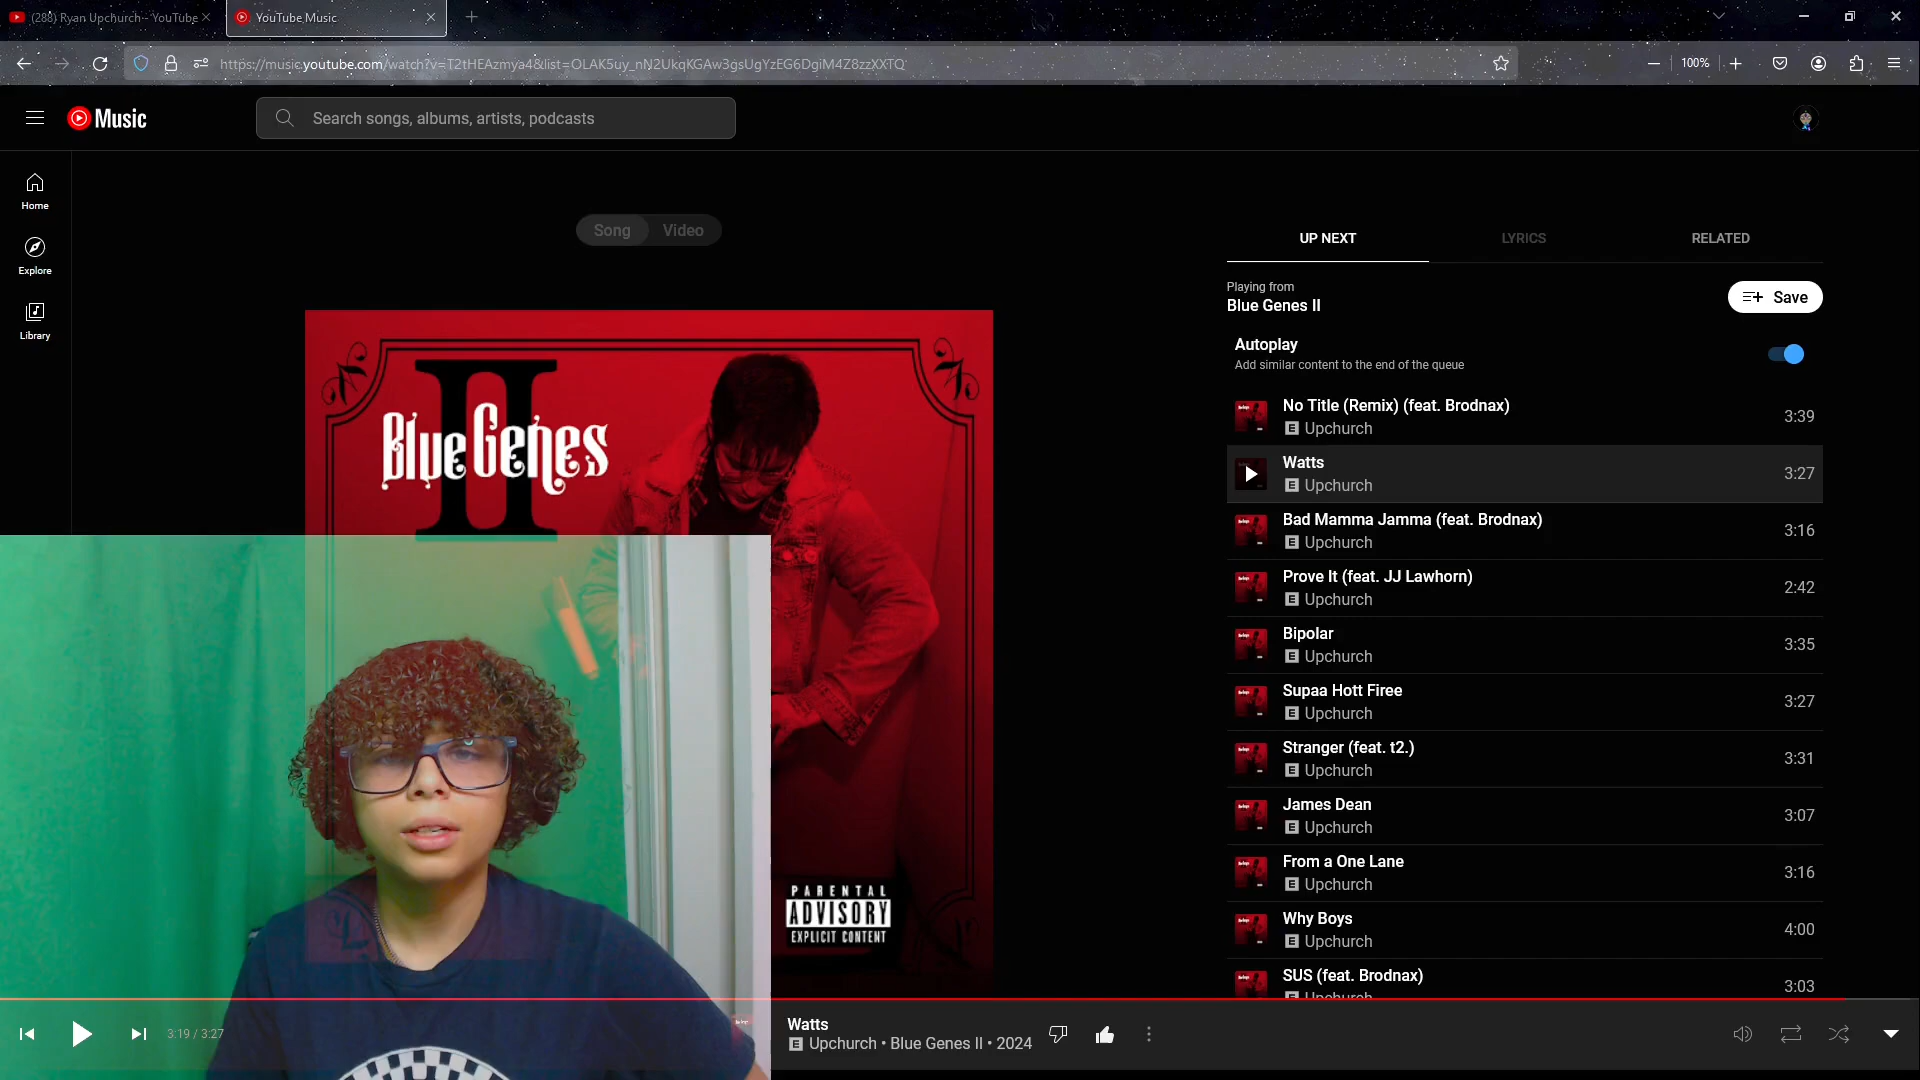 (288) Ryan Upchurch - YouTube
YouTube Music
https://music.youtube.com/watch?v=T2tHEAzmya4&list=OLAK5uy_nN2UkqKGAw3gsUgYzEG6DgiM4Z8zzXXTQ
100%
Music
Search songs, albums, artists, podcasts
Home
Explore
Library
Song Video
II
Blue Genes
PARENTAL
ADVISORY
EXPLICIT CONTENT
UP NEXT LYRICS RELATED
Playing from
Blue Genes II
Save
Autoplay
Add similar content to the end of the queue
No Title (Remix) (feat. Brodnax)
E Upchurch
3:39
Watts
E Upchurch
3:27
Bad Mamma Jamma (feat. Brodnax)
E Upchurch
3:16
Prove It (feat. JJ Lawhorn)
E Upchurch
2:42
Bipolar
E Upchurch
3:35
Supaa Hott Firee
E Upchurch
3:27
Stranger (feat. t2.)
E Upchurch
3:31
James Dean
E Upchurch
3:07
From a One Lane
E Upchurch
3:16
Why Boys
E Upchurch
4:00
SUS (feat. Brodnax)
E Upchurch
3:03
3:19 / 3:27
Watts
E Upchurch • Blue Genes II • 2024